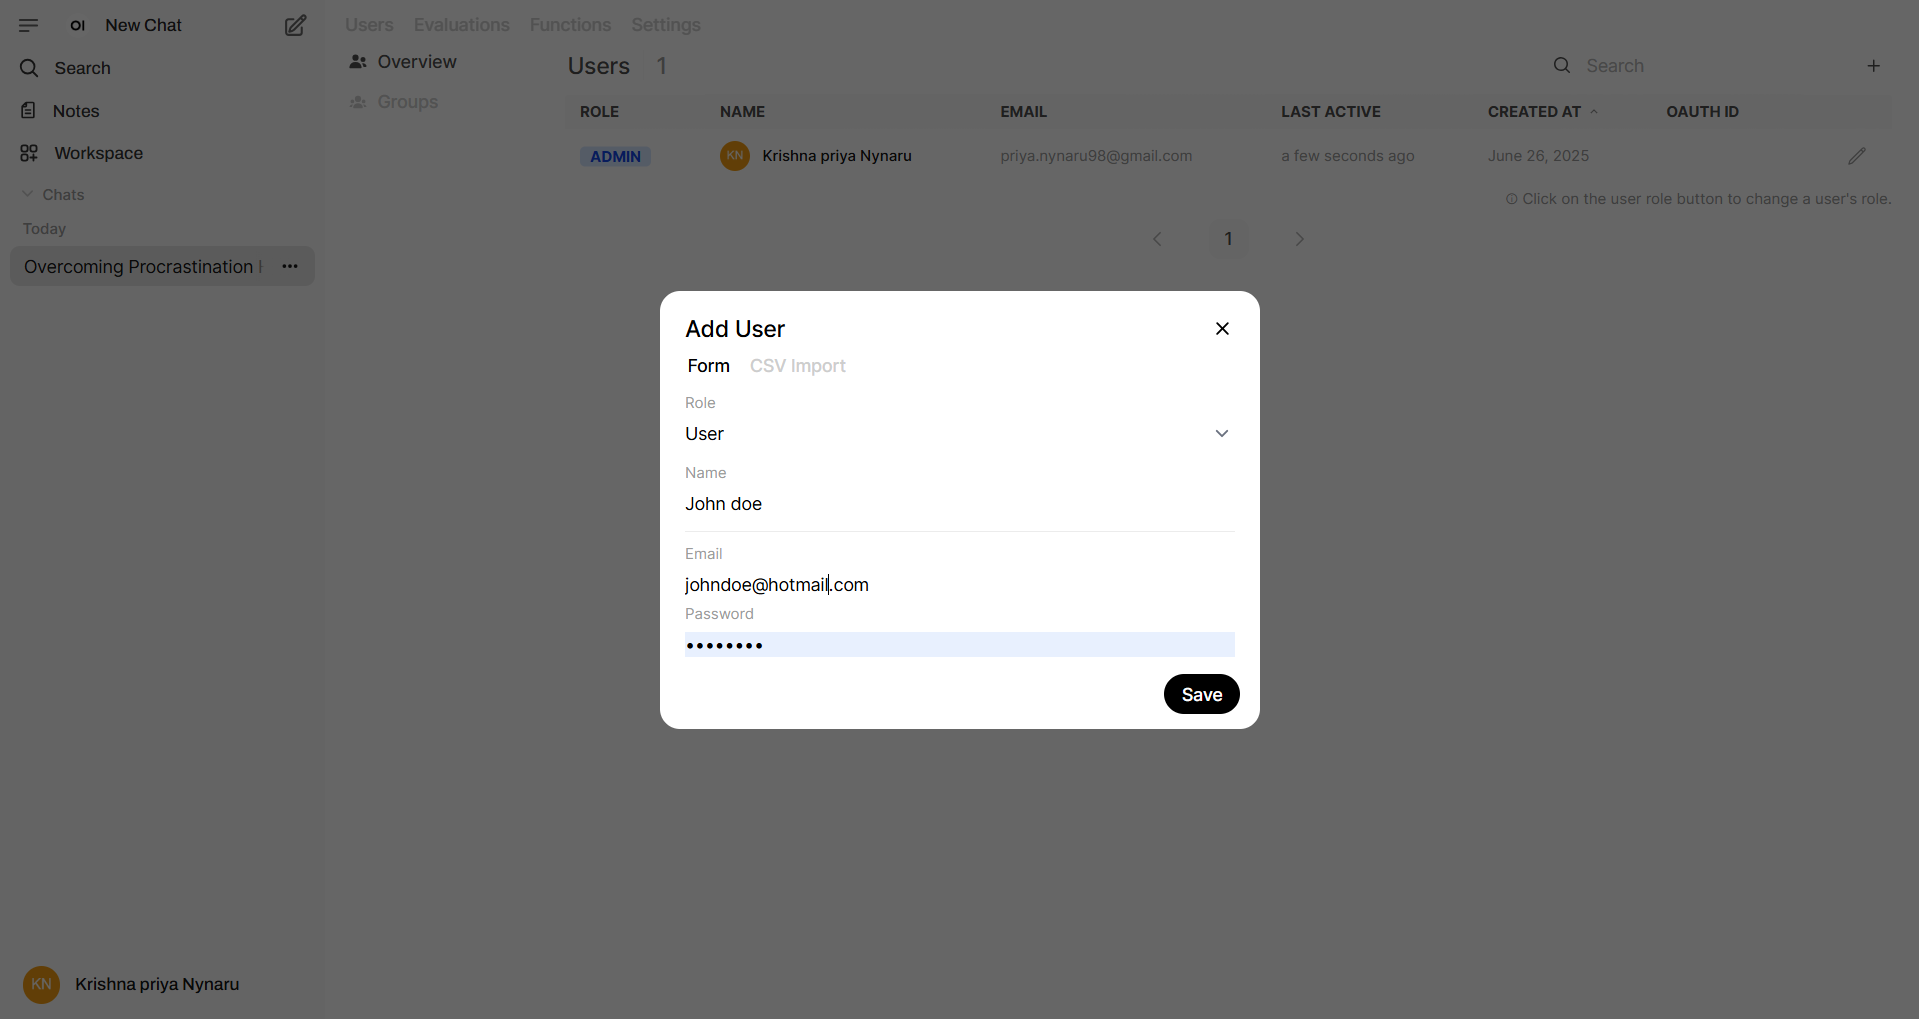 OI New Chat
Search
Notes
Workspace
Chats
Today
Overcoming Procrastination
Krishna priya Nynaru
KN
Users Evaluations Functions Settings
Overview
Groups
Users 1
Search
ROLE NAME EMAIL LAST ACTIVE CREATED AT OAUTH ID
ADMIN KN Krishna priya Nynaru priya.nynaru98@gmail.com a few seconds ago June 26, 2025
Click on the user role button to change a user's role.
1
Add User
Form CSV Import
Role
User
Name
John doe
Email
johndoe@hotmail.com
Password
••••••••
Save